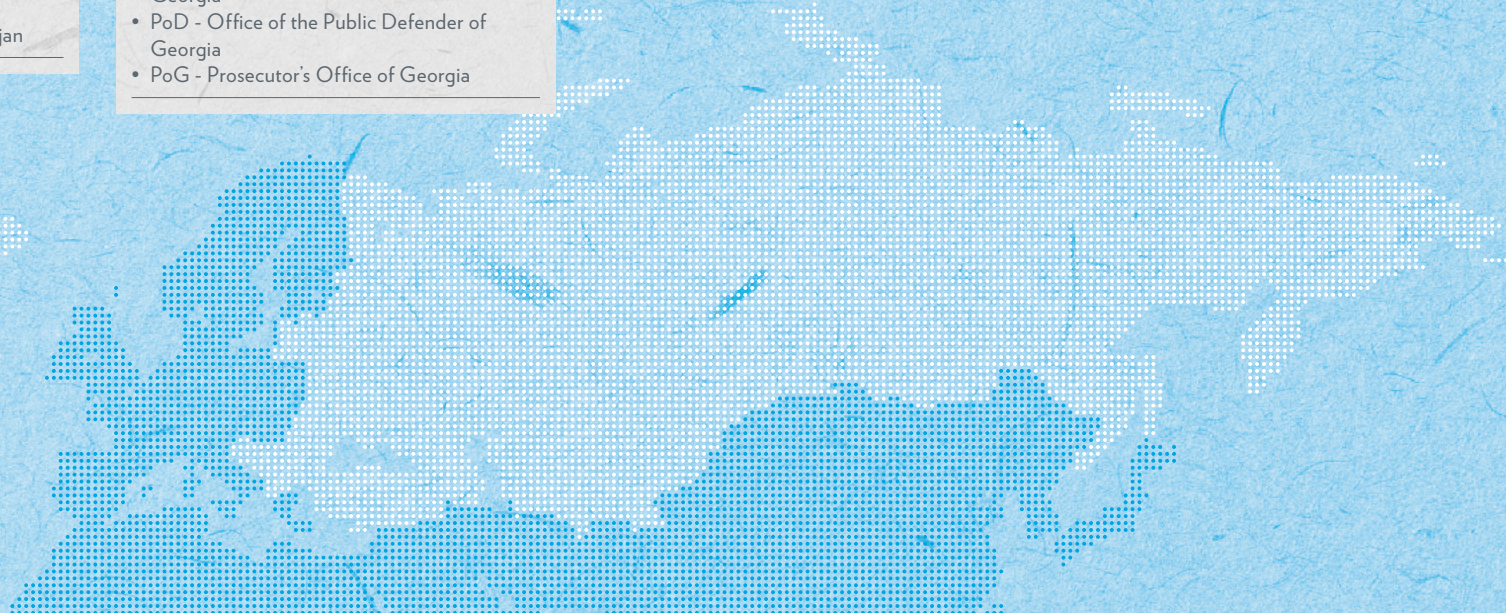 • PoD - Office of the Public Defender of
Georgia
• PoG - Prosecutor's Office of Georgia